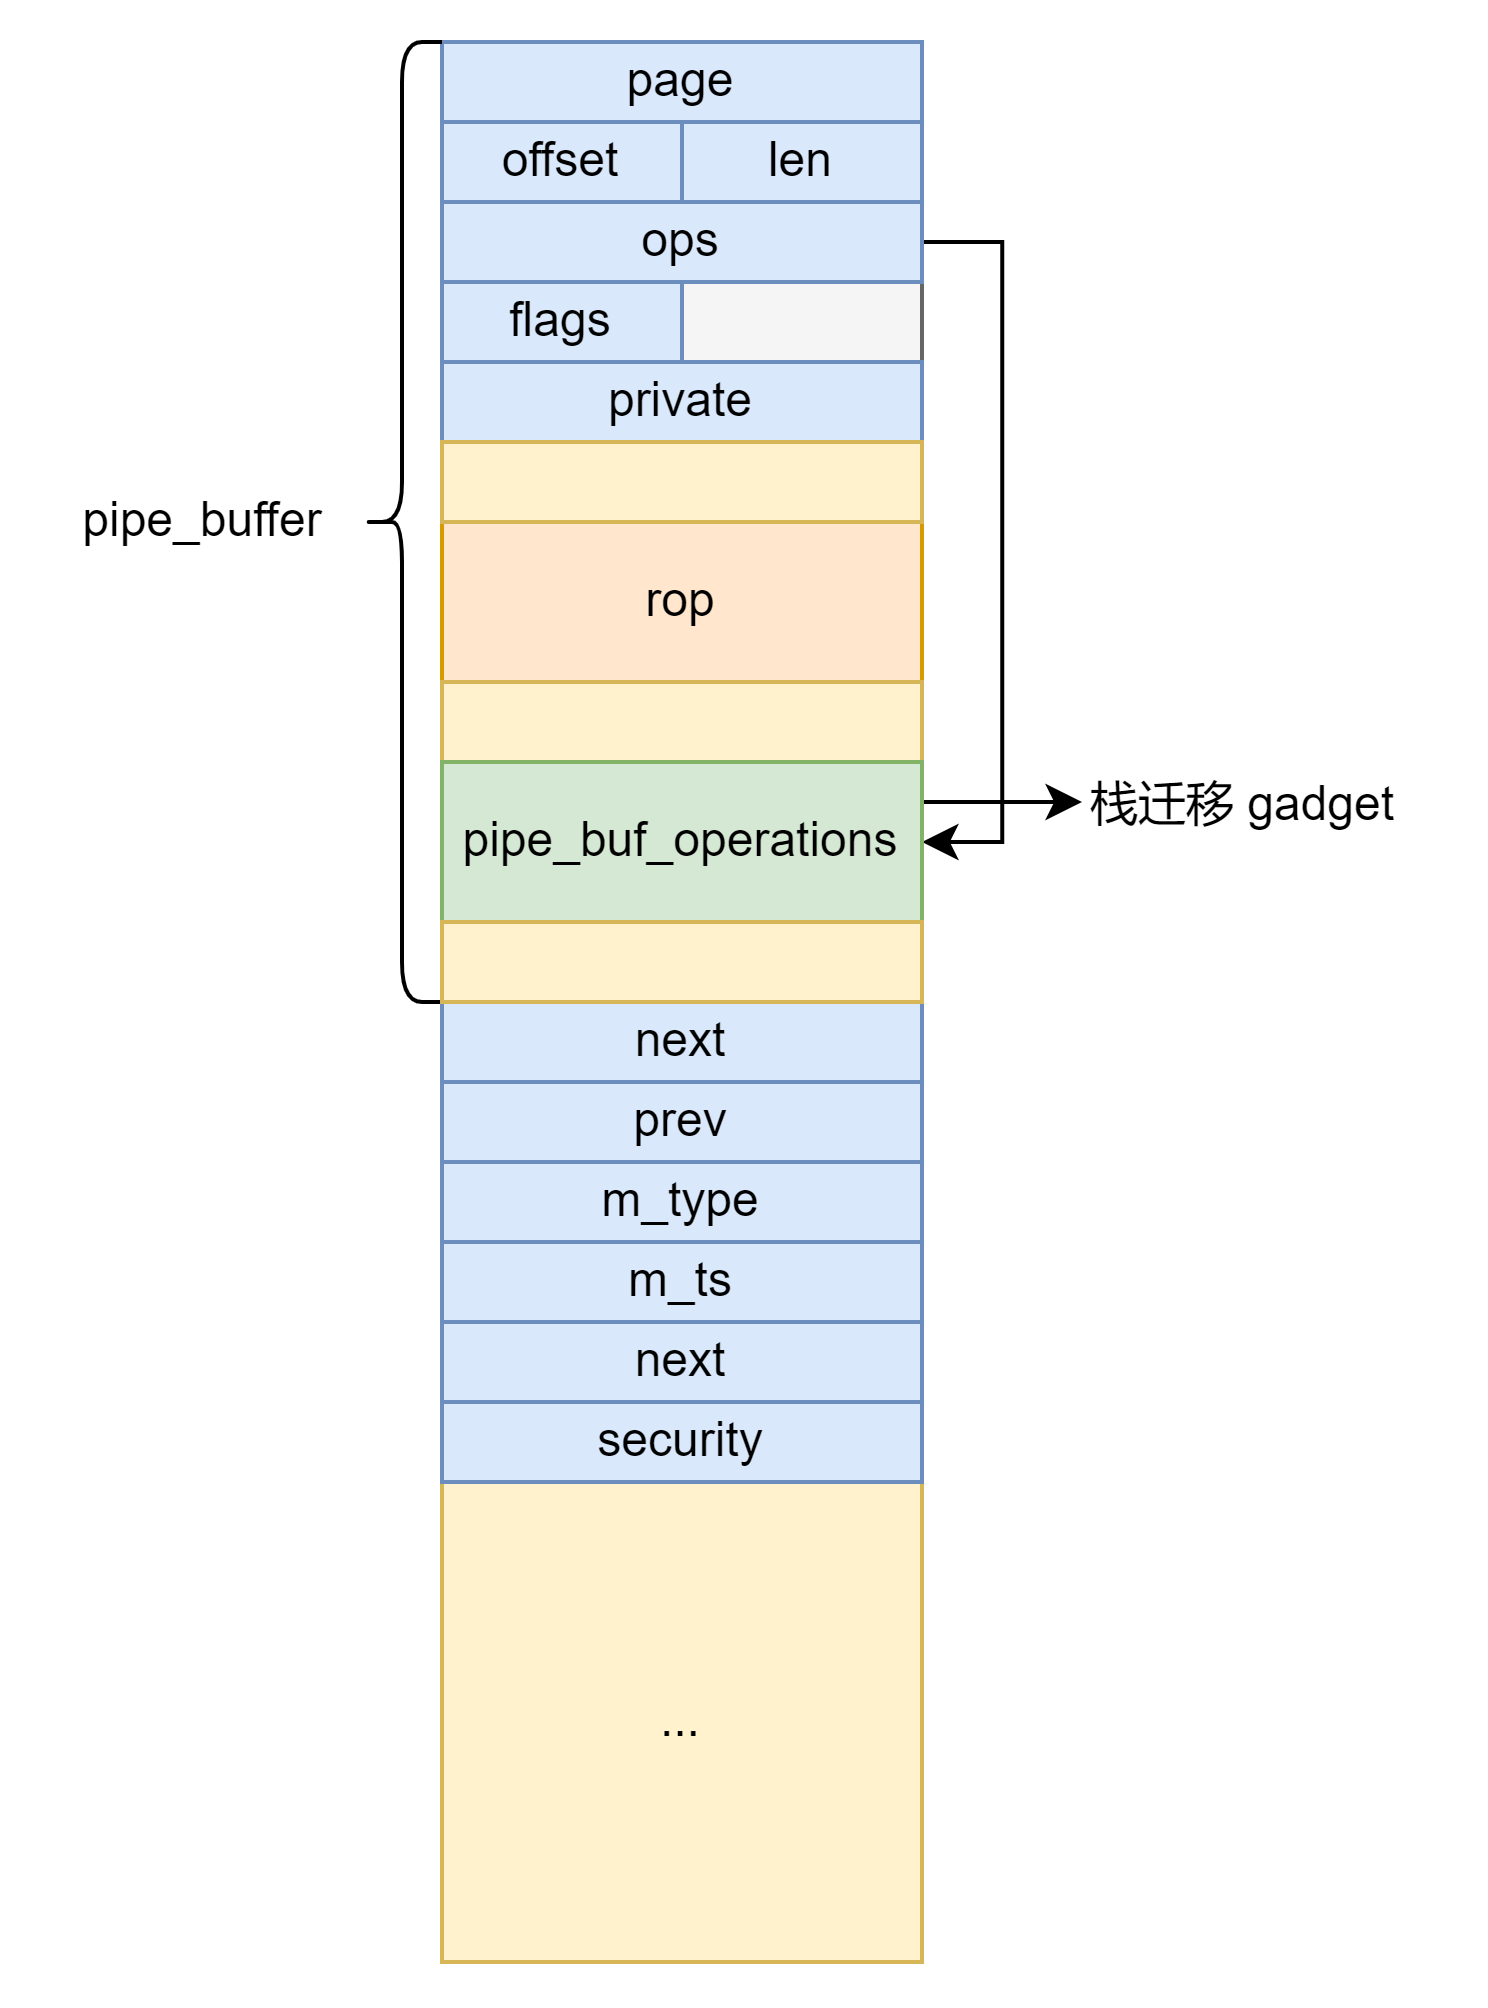 page
offset len
ops
flags
private
pipe_buffer
rop
栈迁移 gadget
pipe_buf_operations
next
prev
m_type
m_ts
next
security
...